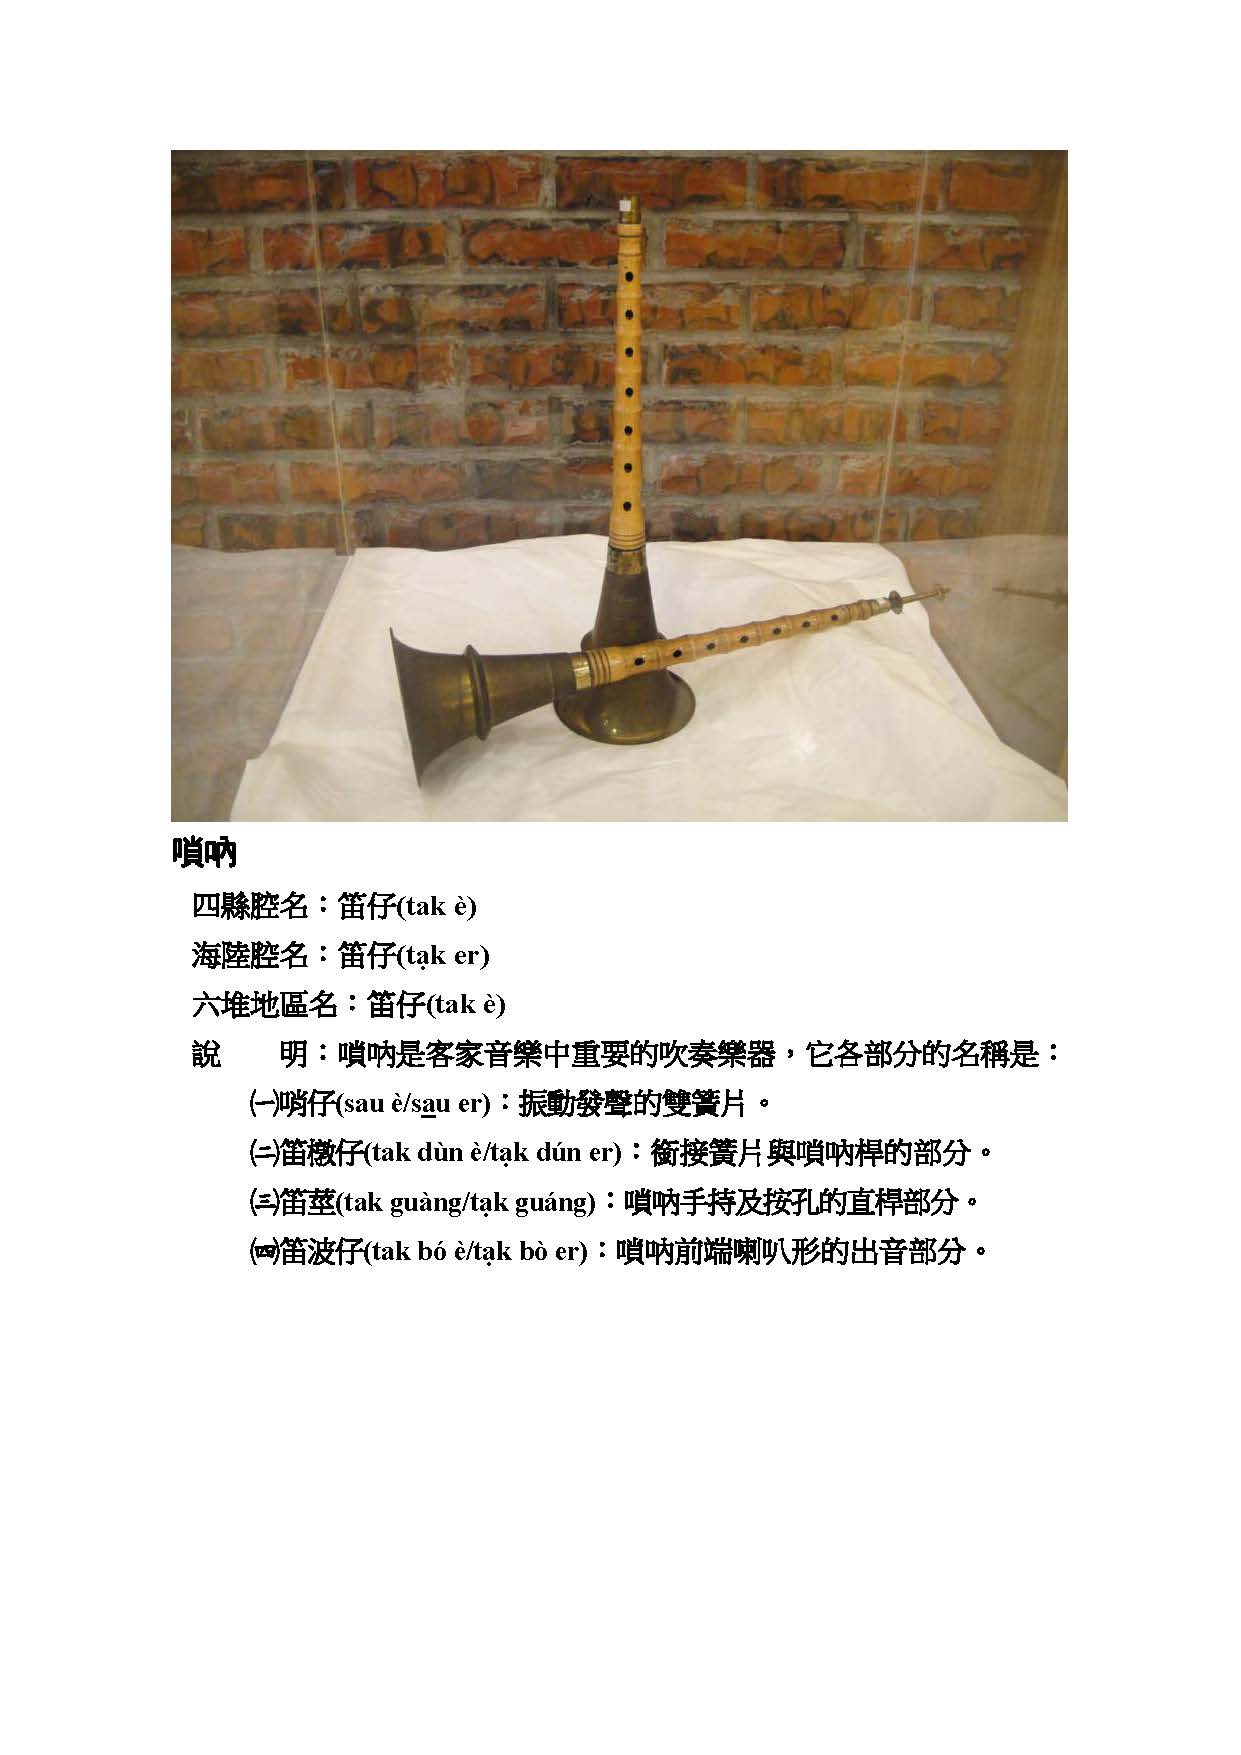 嗩吶
四縣腔名：笛仔(tak è)
海陸腔名：笛仔(tạk er)
六堆地區名：笛仔(tak è)
說　　明：嗩吶是客家音樂中重要的吹奏樂器，它各部分的名稱是：
㈠哨仔(sau è/sa̲u er)：振動發聲的雙簧片。
㈡笛檄仔(tak dùn è/tạk dún er)：銜接簧片與嗩吶桿的部分。
㈢笛莖(tak guàng/tạk guáng)：嗩吶手持及按孔的直桿部分。
㈣笛波仔(tak bó è/tạk bò er)：嗩吶前端喇叭形的出音部分。